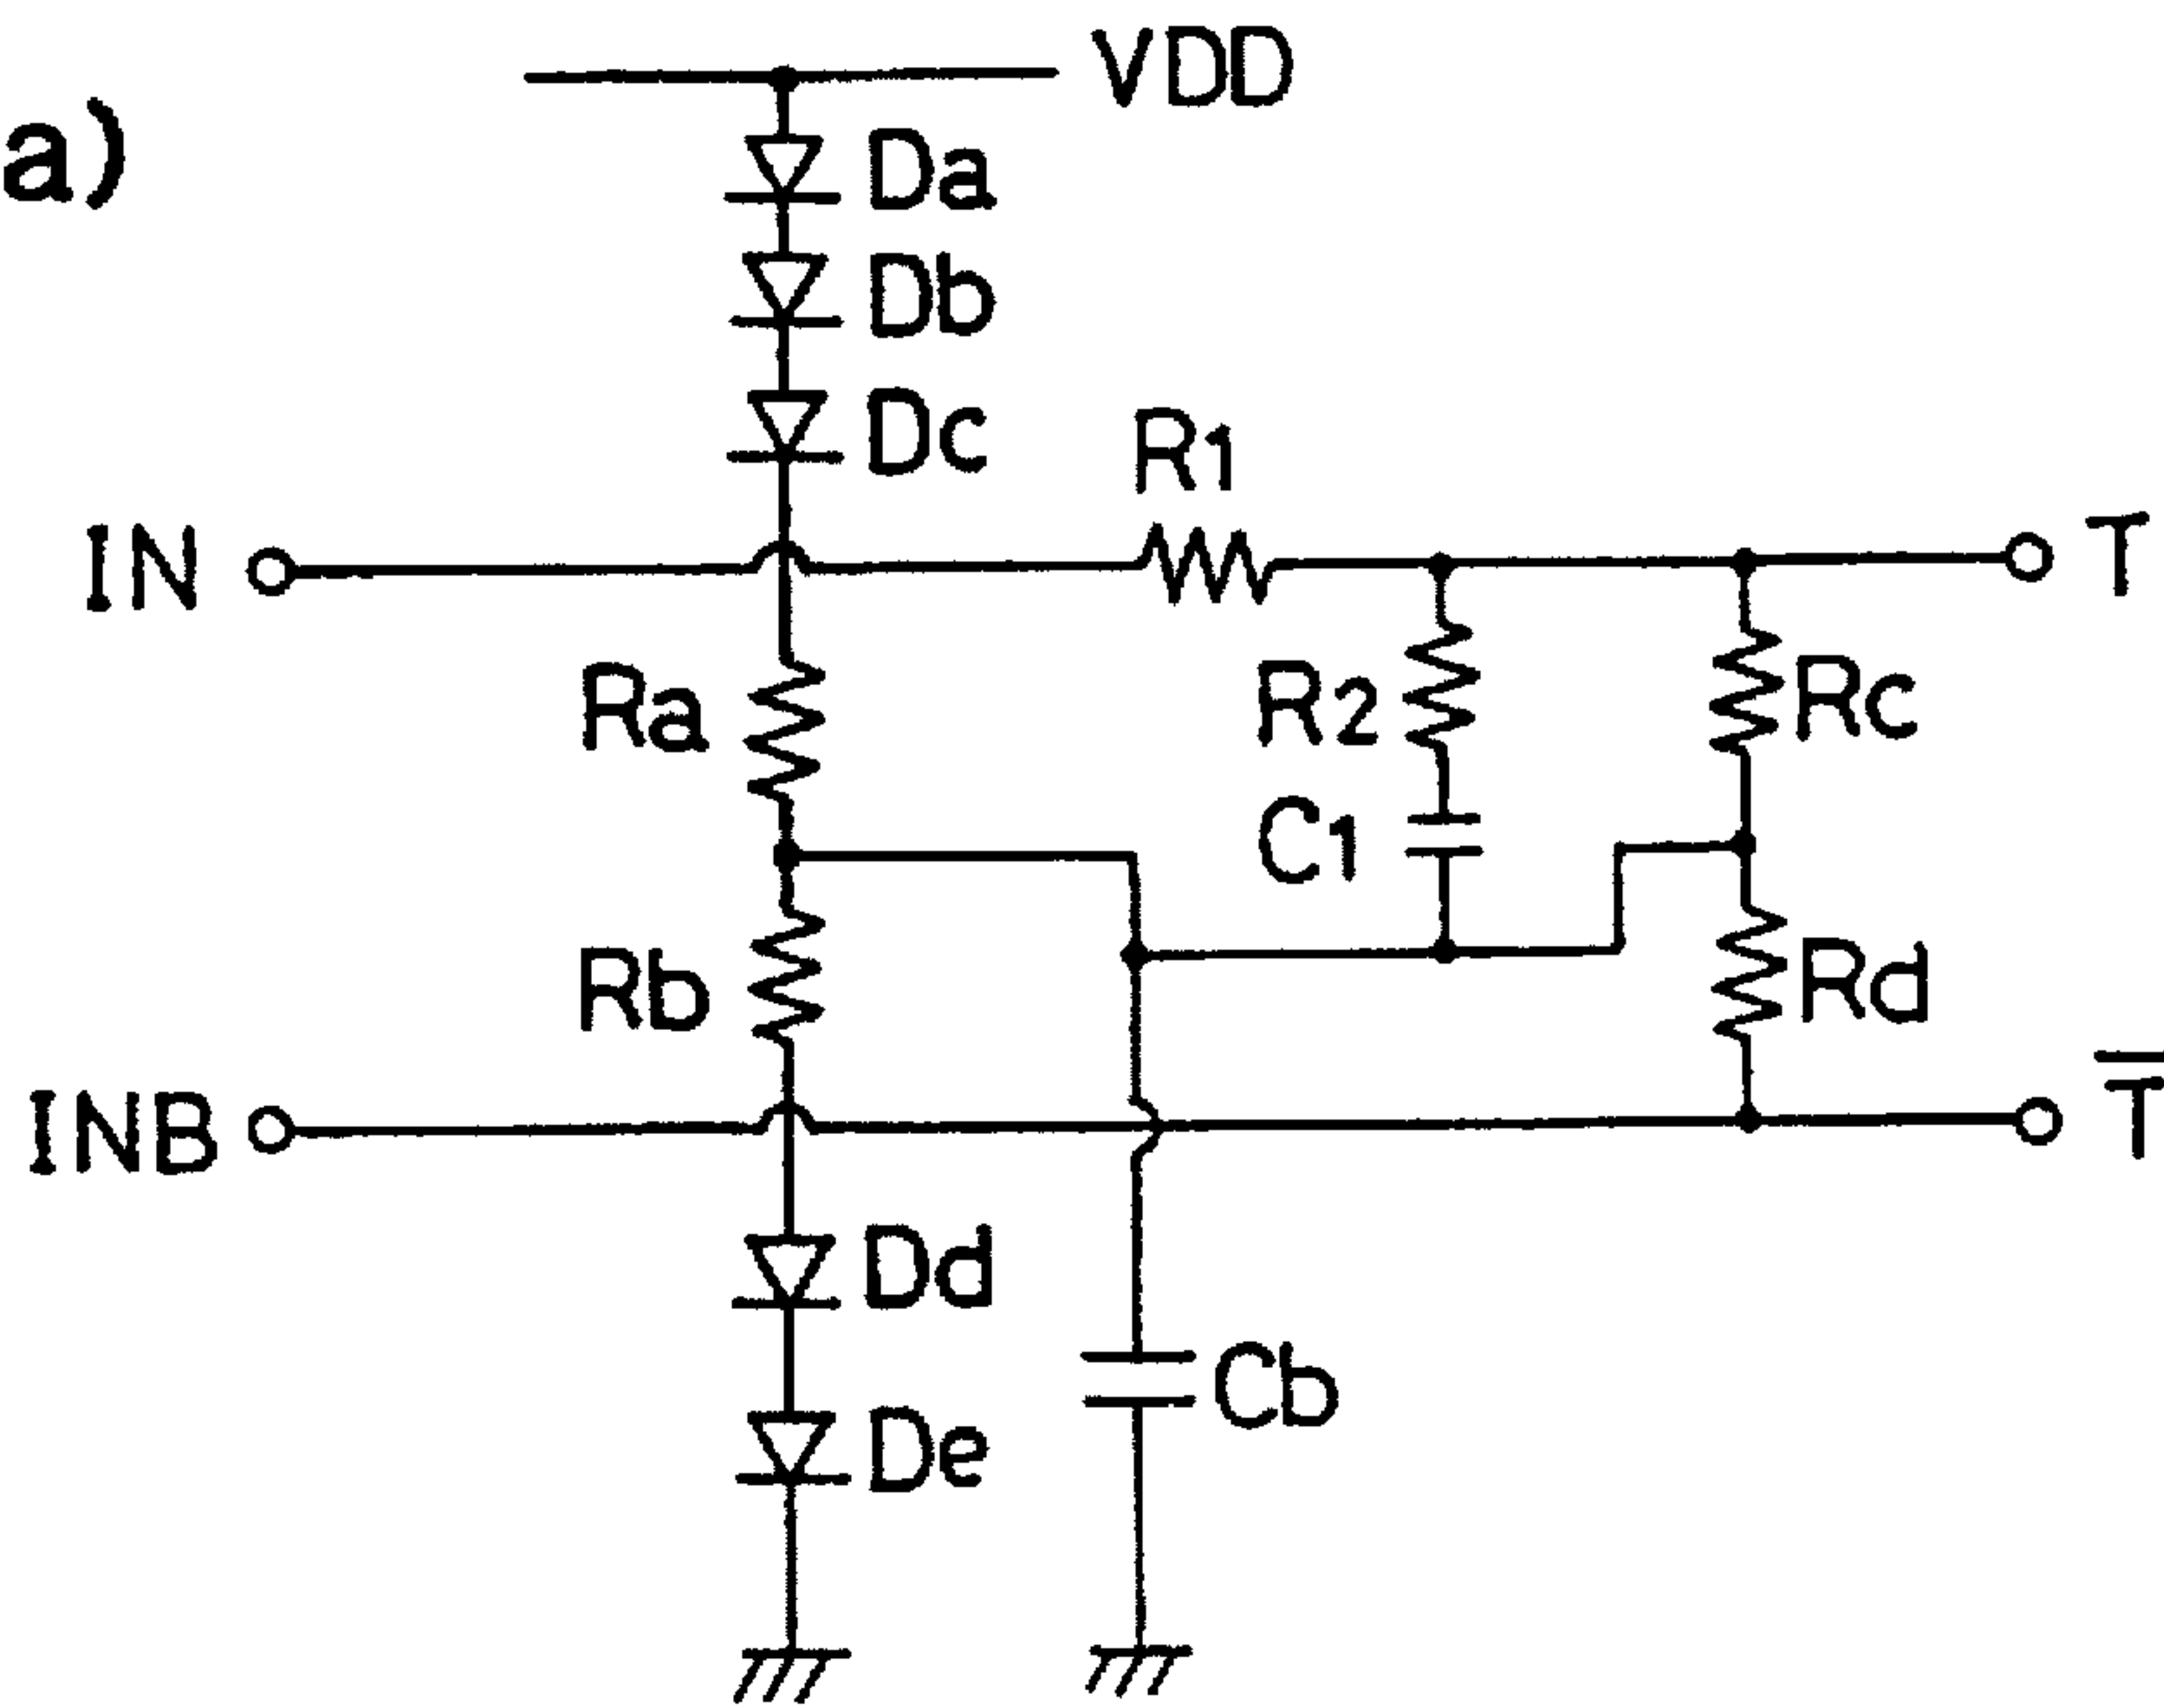 VDD
a)
Da
Db
Dc
R1
IN
T
Ra
R2
Rc
C1
Rb
Rd
INB
T̅
Dd
Cb
De